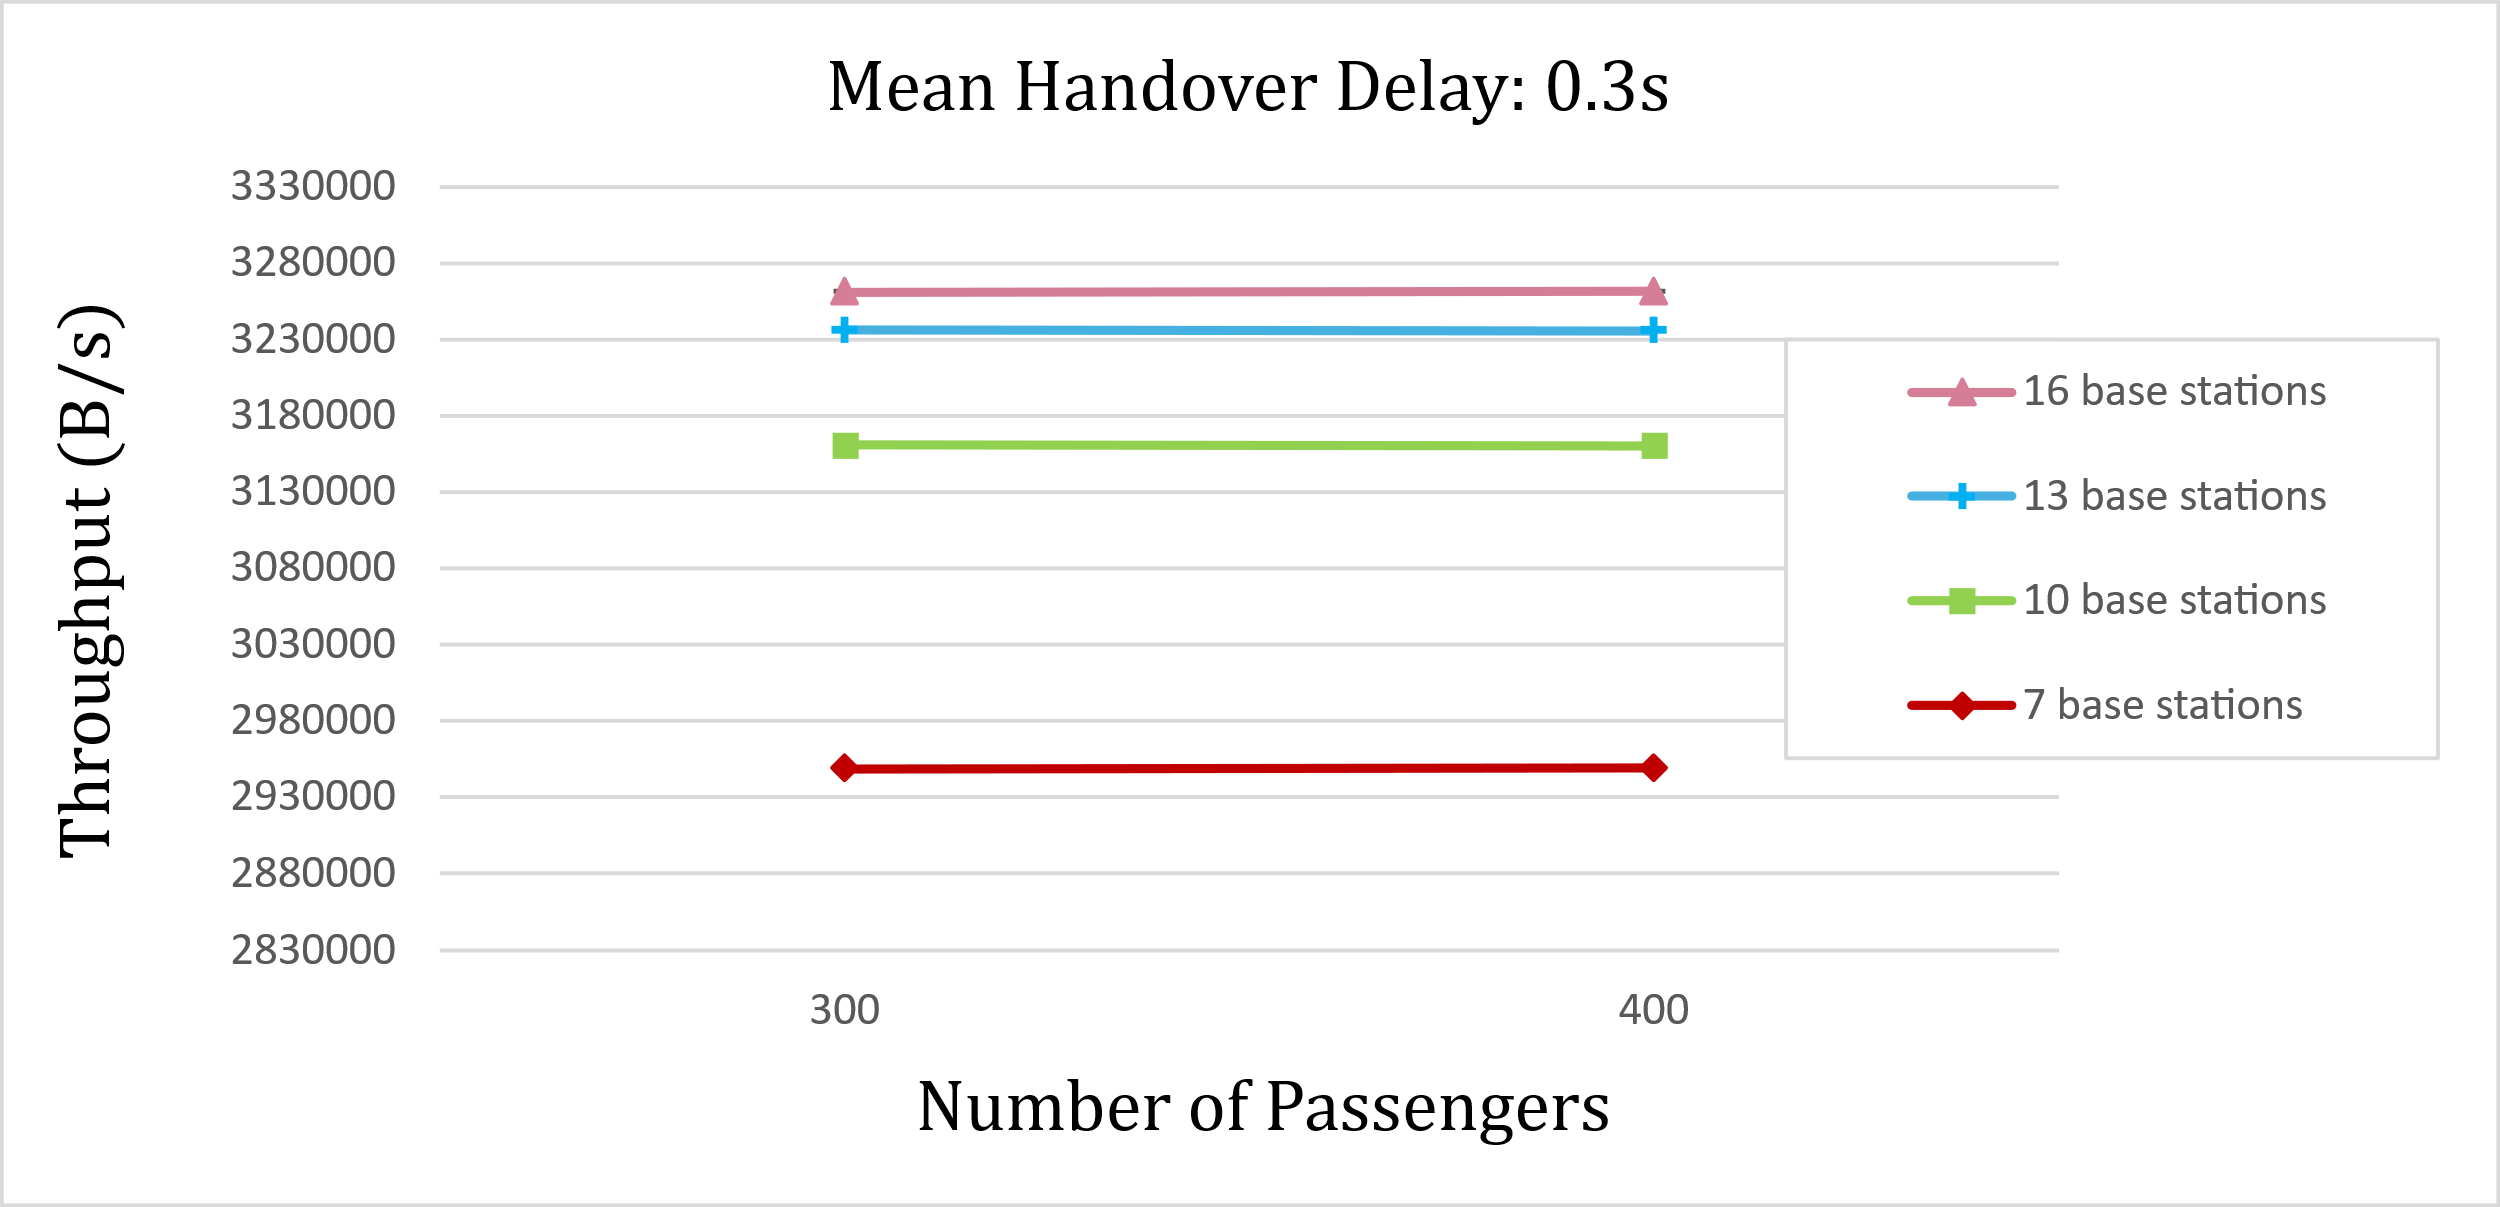 Mean Handover Delay: 0.3s
Throughput (B/s)
3330000
3280000
3230000
3180000
3130000
3080000
3030000
2980000
2930000
2880000
2830000
16 base stations
13 base stations
10 base stations
7 base stations
300 400
Number of Passengers